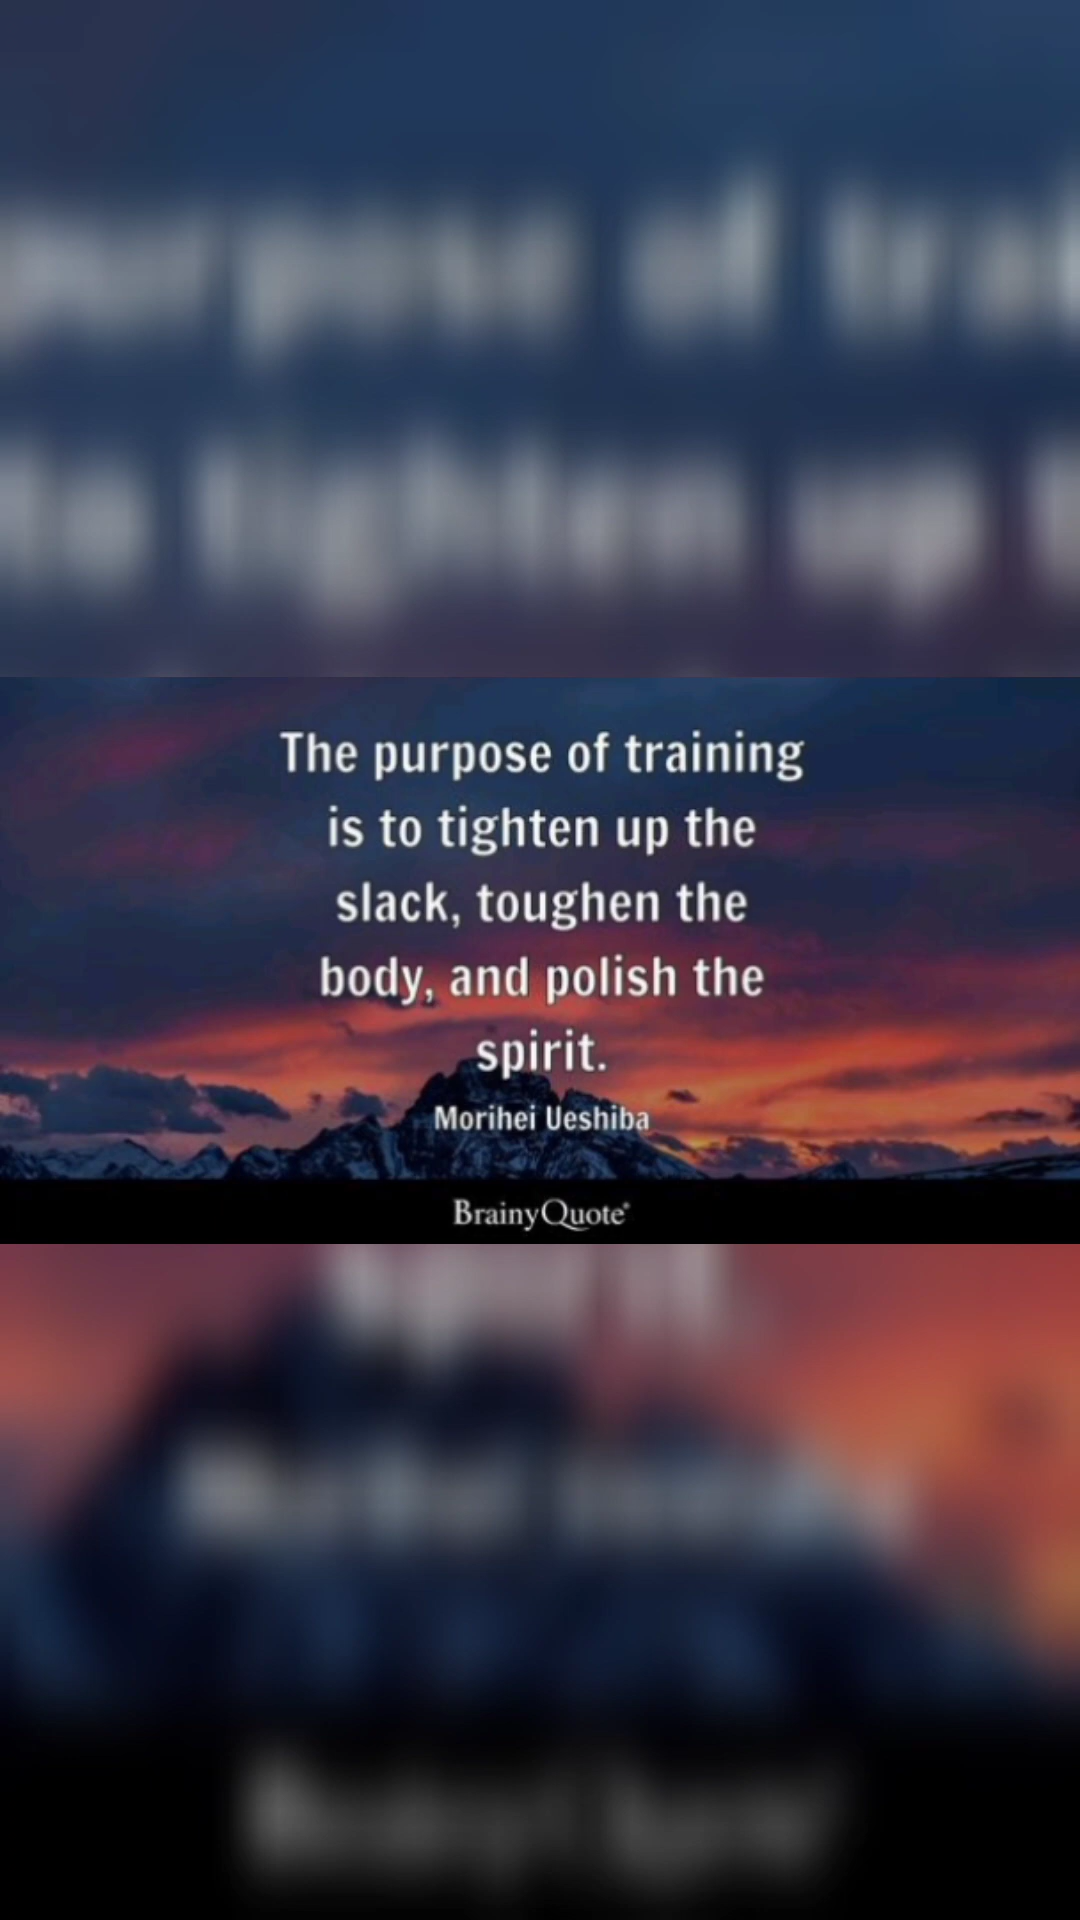 The purpose of training
is to tighten up the
slack, toughen the
body, and polish the
spirit.
Morihei Ueshiba
BrainyQuote®